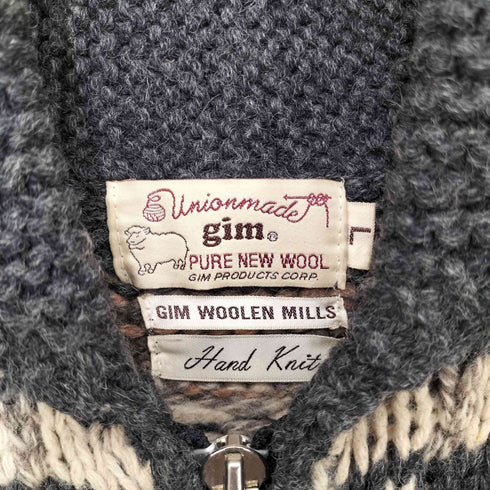 Unionmade
gim®
PURE NEW WOOL
GIM PRODUCTS CORP.
L
GIM WOOLEN MILLS
Hand Knit